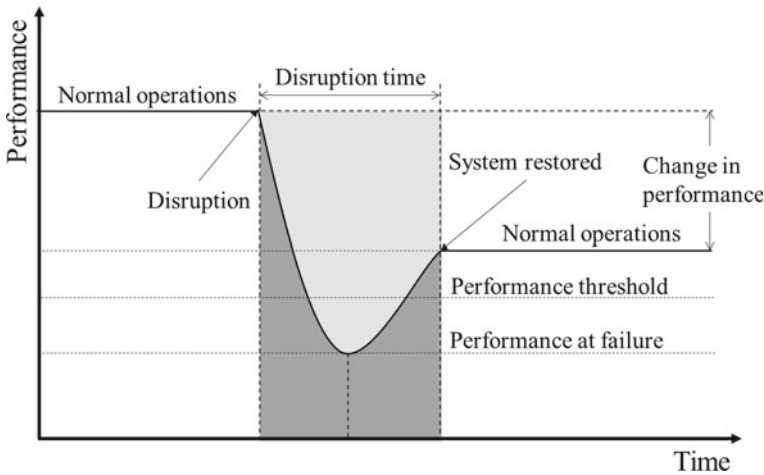 Performance
Disruption time
Normal operations
Disruption
System restored
Change in
performance
Normal operations
Performance threshold
Performance at failure
Time